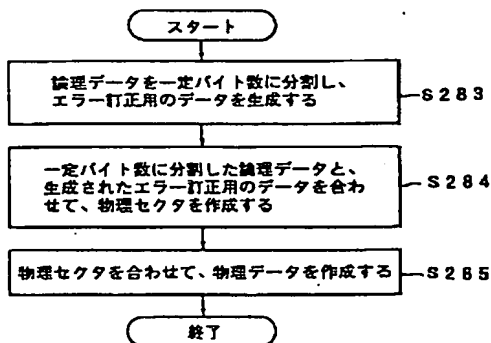 スタート
論理データを一定バイト数に分割し、
エラー訂正用のデータを生成する
S283
一定バイト数に分割した論理データと、
生成されたエラー訂正用のデータを合わ
せて、物理セクタを作成する
S284
物理セクタを合わせて、物理データを作成する
S265
終了